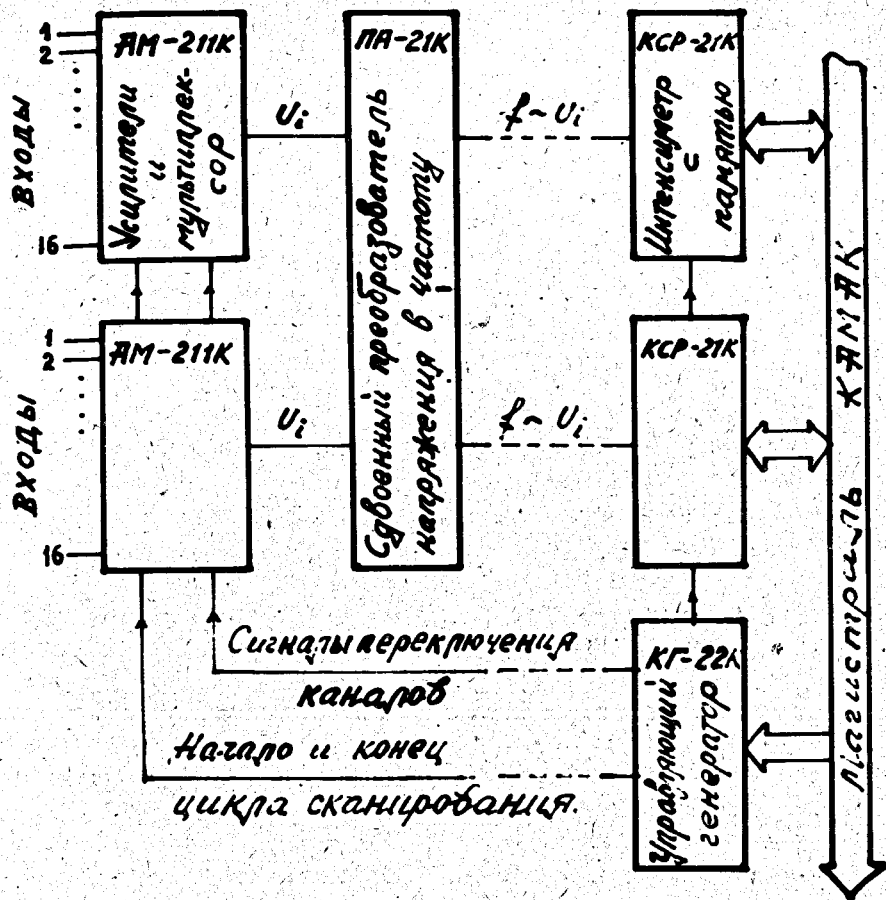 АМ-211К
1
2
16
ВХОДЫ
Усилители
и
мультиплек-
сор
Ui
ПА-21К
Сдвоенный преобразователь
напряжения в частоту
f ~ Ui
КСР-21К
Интенсиметр
с
памятью
АМ-211К
1
2
16
ВХОДЫ
Ui
f ~ Ui
КСР-21К
Магистраль КАМАК
Сигналы переключения
каналов
Начало и конец
цикла сканирования.
КГ-22К
Управляющий
генератор